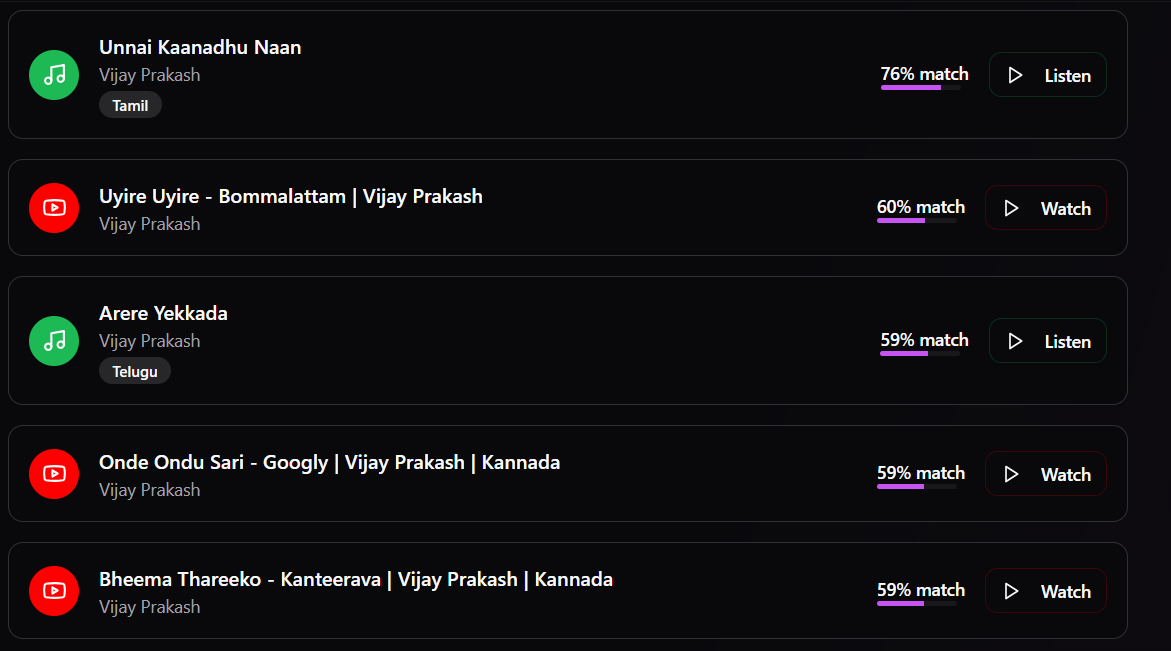 Unnai Kaanadhu Naan
Vijay Prakash
Tamil
76% match
Listen
Uyire Uyire - Bommalattam | Vijay Prakash
Vijay Prakash
60% match
Watch
Arere Yekkada
Vijay Prakash
Telugu
59% match
Listen
Onde Ondu Sari - Googly | Vijay Prakash | Kannada
Vijay Prakash
59% match
Watch
Bheema Thareeko - Kanteerava | Vijay Prakash | Kannada
Vijay Prakash
59% match
Watch